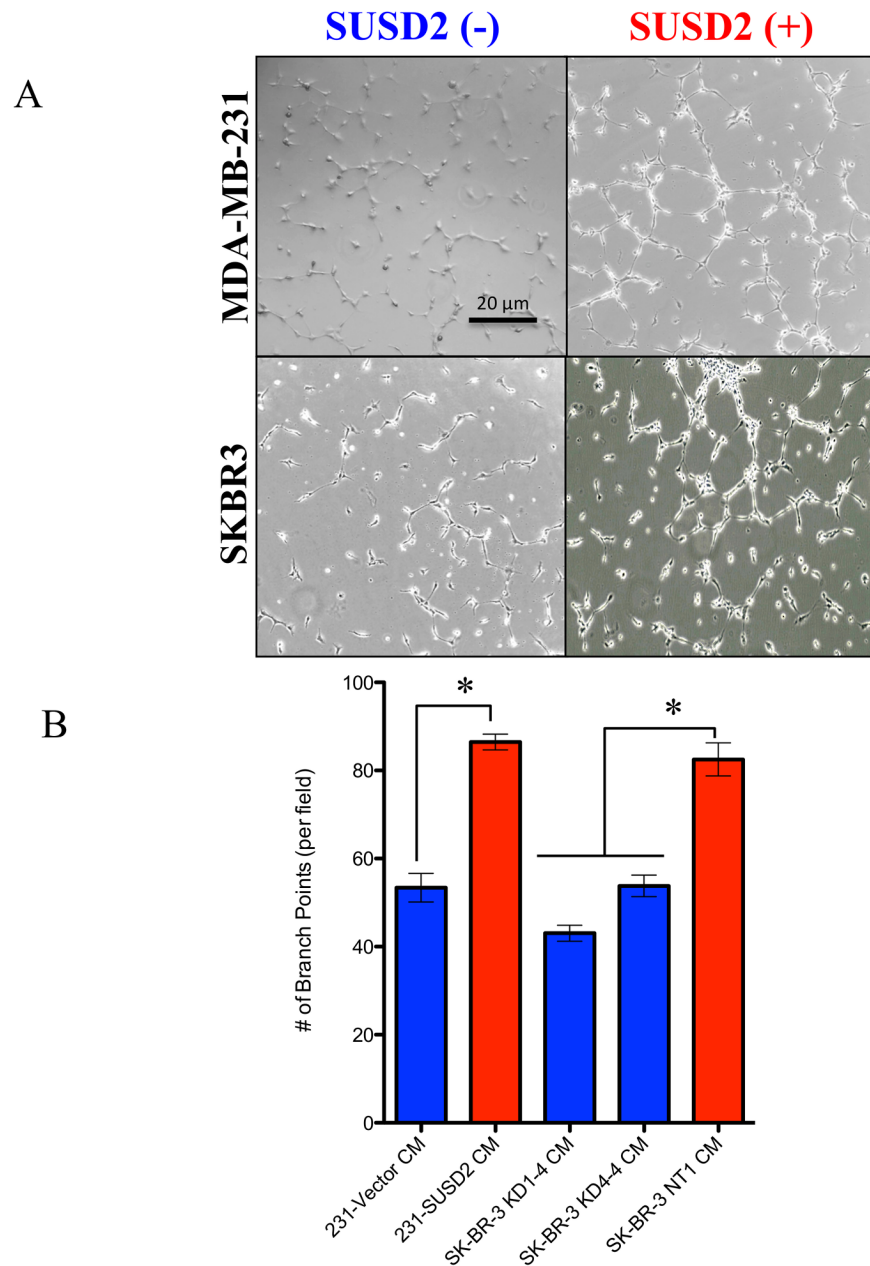 SUSD2 (-) SUSD2 (+)
A
MDA-MB-231
20 µm
SKBR3
B
*
*
# of Branch Points (per field)
100
80
60
40
20
0
231-Vector CM
231-SUSD2 CM
SK-BR-3 KD1-4 CM
SK-BR-3 KD4-4 CM
SK-BR-3 NT1 CM